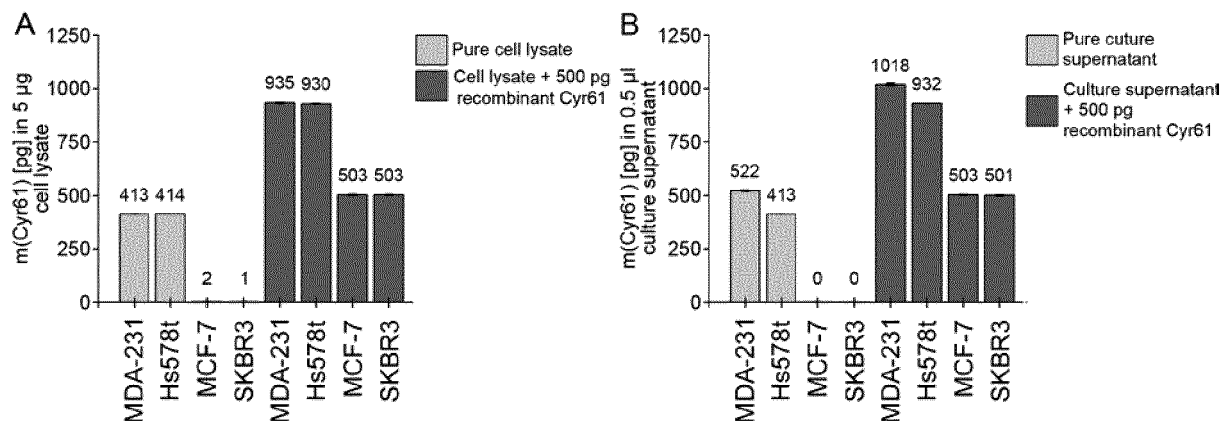 A
1250
1000
750
500
250
0
m(Cyr61) [pg] in 5 µg
cell lysate
413
414
2
1
935
930
503
503
MDA-231
Hs578t
MCF-7
SKBR3
MDA-231
Hs578t
MCF-7
SKBR3
Pure cell lysate
Cell lysate + 500 pg
recombinant Cyr61
B
1250
1000
750
500
250
0
m(Cyr61) [pg] in 0.5 µl
culture supernatant
522
413
0
0
1018
932
503
501
MDA-231
Hs578t
MCF-7
SKBR3
MDA-231
Hs578t
MCF-7
SKBR3
Pure cuture
supernatant
Culture supernatant
+ 500 pg
recombinant Cyr61